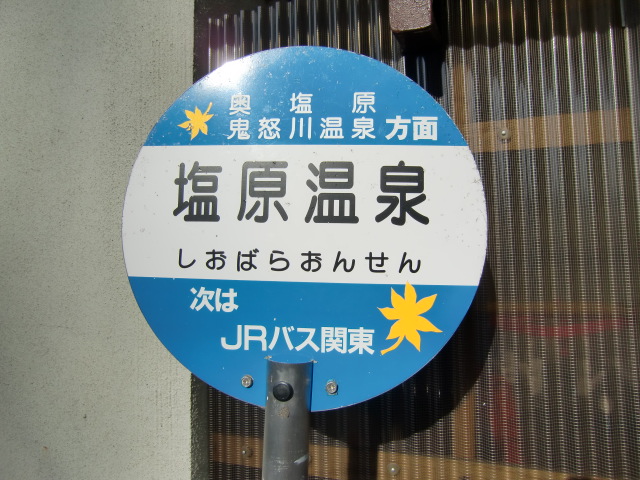 奥塩原
鬼怒川温泉 方面
塩原温泉
しおばらおんせん
次は
JRバス関東